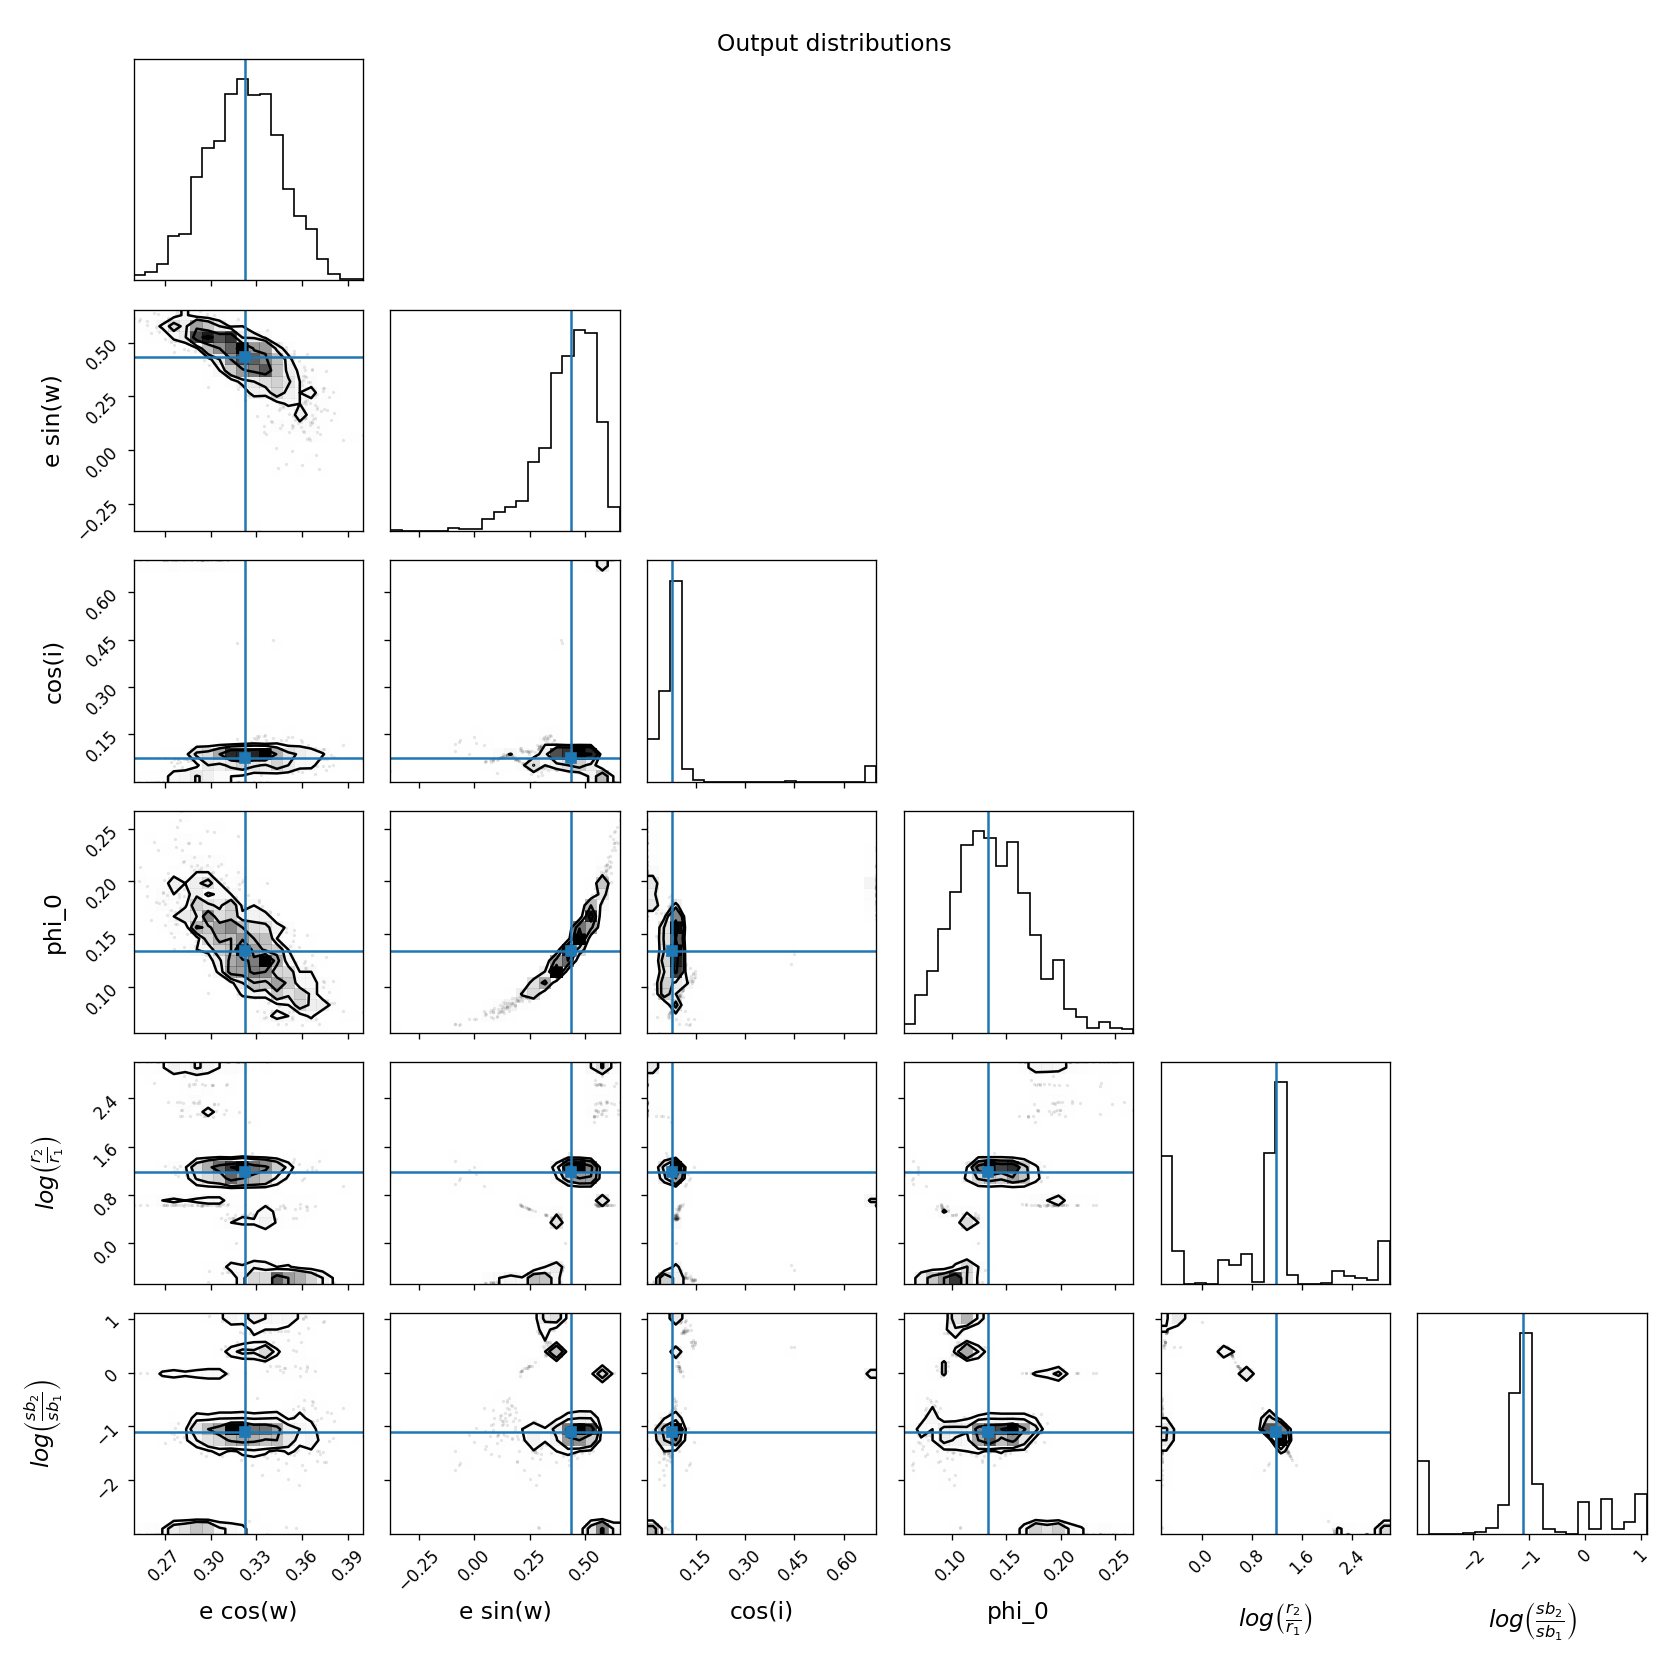 Output distributions
e sin(w)
0.50
0.25
0.00
−0.25
cos(i)
0.60
0.45
0.30
0.15
phi_0
0.25
0.20
0.15
0.10
log(r2/r1)
2.4
1.6
0.8
0.0
log(sb2/sb1)
1
0
−1
−2
0.27 0.30 0.33 0.36 0.39
−0.25 0.00 0.25 0.50
0.15 0.30 0.45 0.60
0.10 0.15 0.20 0.25
0.0 0.8 1.6 2.4
−2 −1 0 1
e cos(w) e sin(w) cos(i) phi_0 log(r2/r1) log(sb2/sb1)